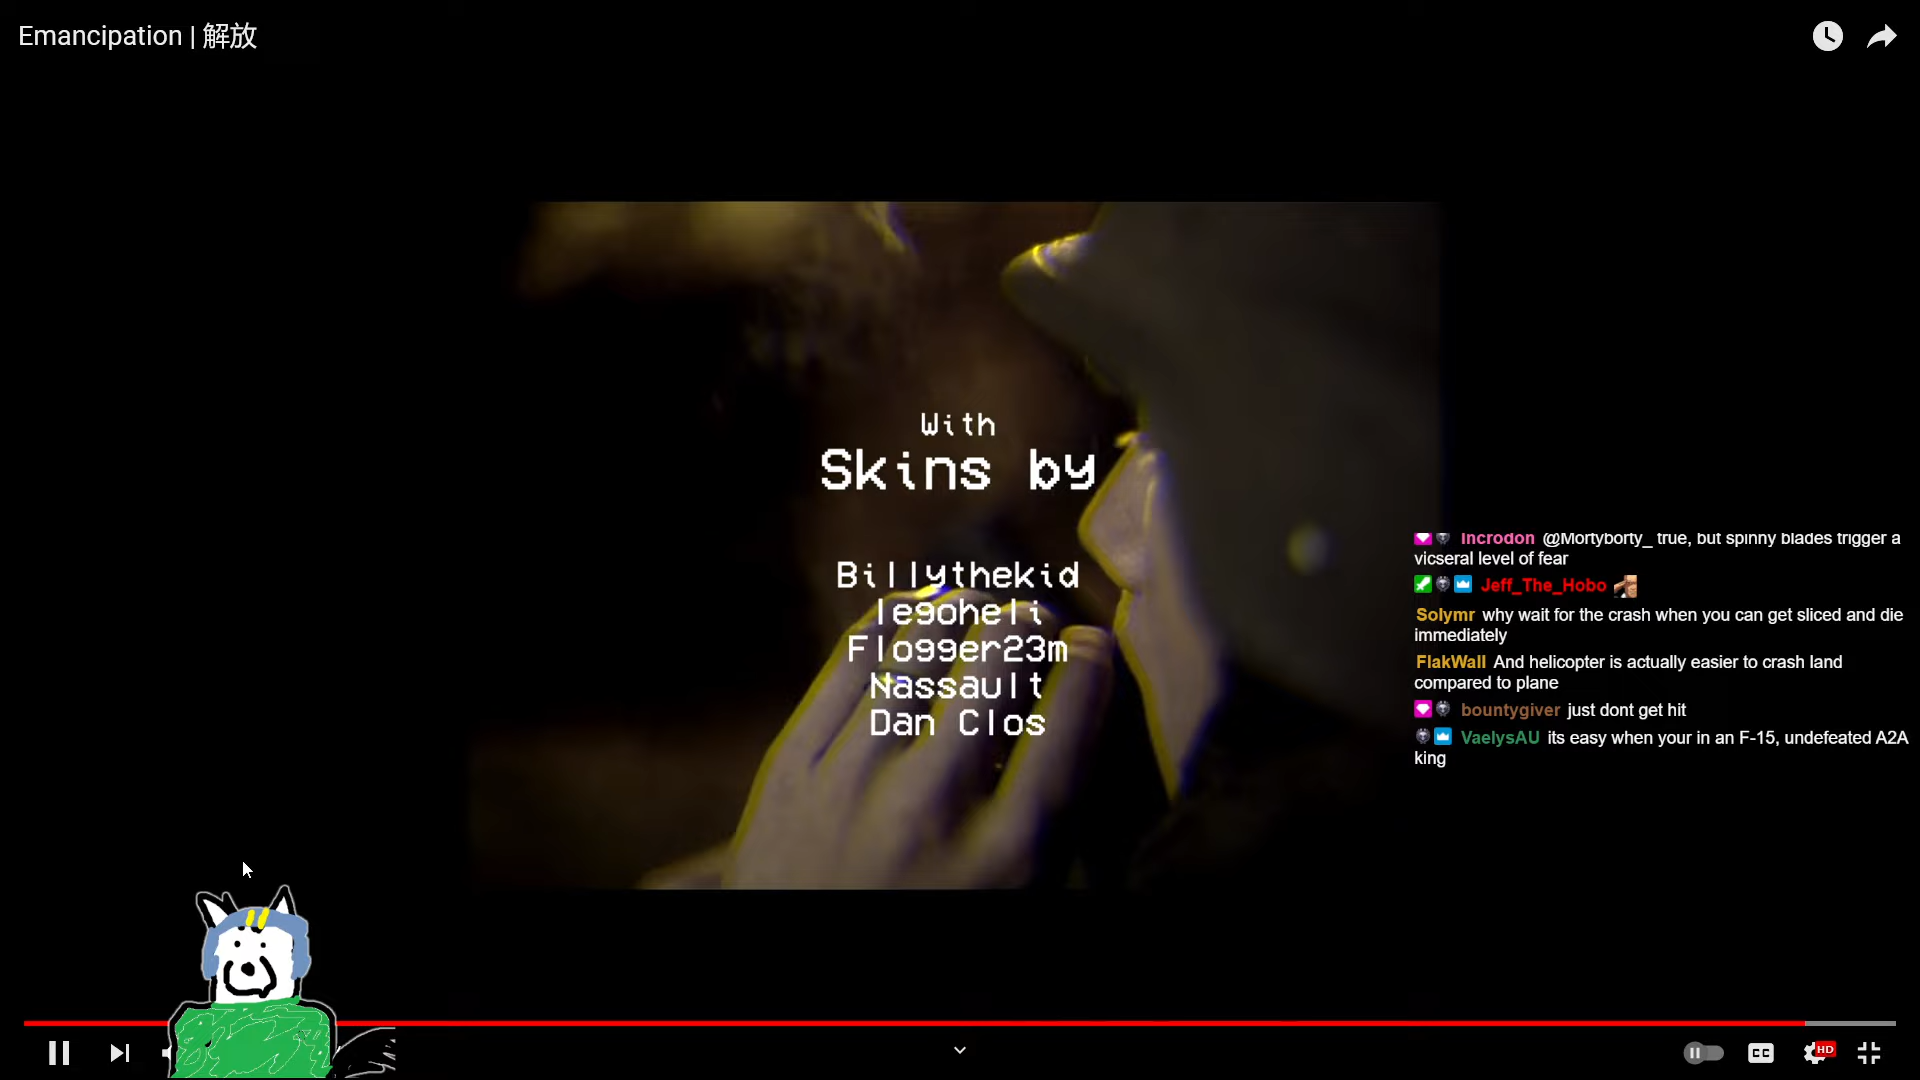 Emancipation | 解放
With
Skins by
Billythekid
legoheli
Flogger23m
Nassault
Dan Clos
Incrodon @Mortyborty_ true, but spinny blades trigger a
vicseral level of fear
Jeff_The_Hobo
Solymr why wait for the crash when you can get sliced and die
immediately
FlakWall And helicopter is actually easier to crash land
compared to plane
bountygiver just dont get hit
VaelysAU its easy when your in an F-15, undefeated A2A
king
CC
HD